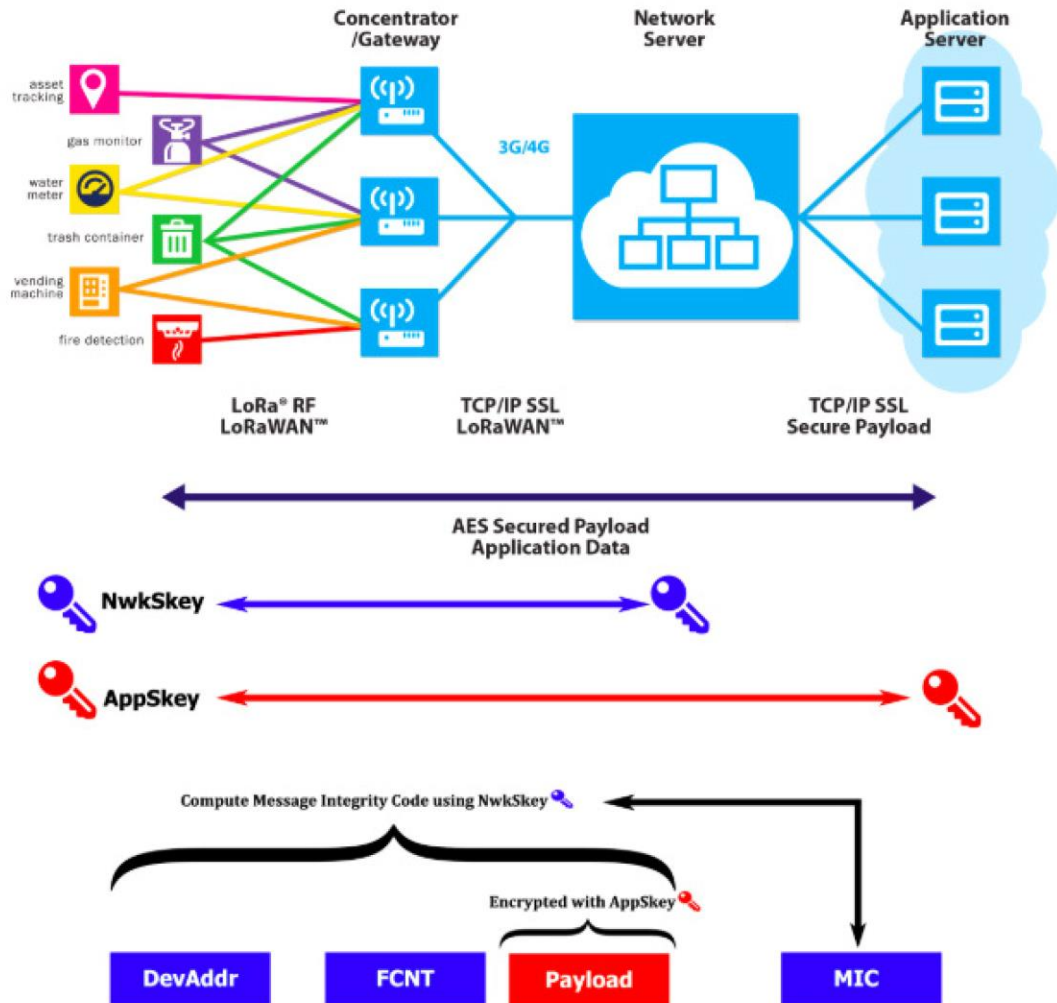 Concentrator
/Gateway
Network
Server
Application
Server
asset
tracking
gas monitor
water
meter
trash container
vending
machine
fire detection
3G/4G
LoRa® RF
LoRaWAN™
TCP/IP SSL
LoRaWAN™
TCP/IP SSL
Secure Payload
AES Secured Payload
Application Data
NwkSkey
AppSkey
Compute Message Integrity Code using NwkSkey
Encrypted with AppSkey
DevAddr
FCNT
Payload
MIC